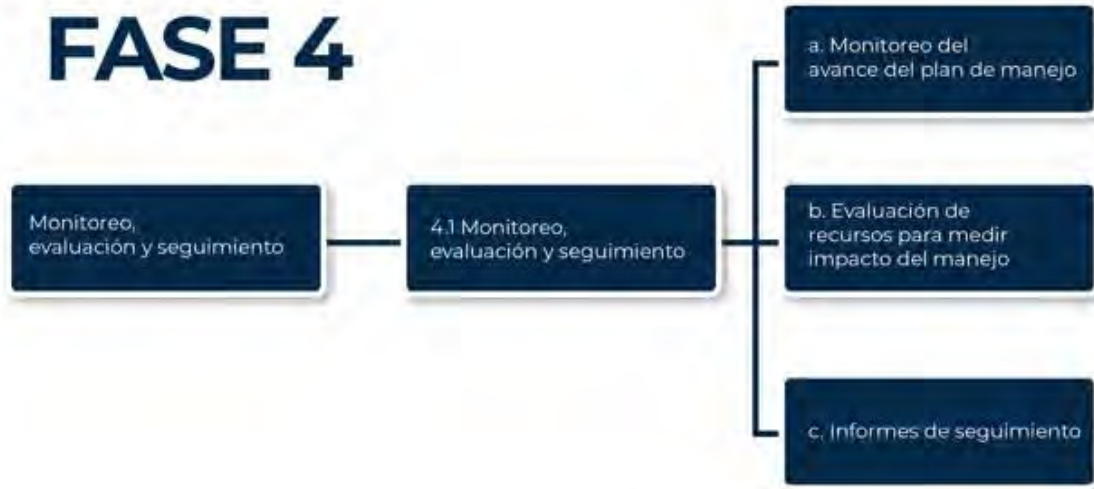 FASE 4
Monitoreo,
evaluación y seguimiento
4.1 Monitoreo,
evaluación y seguimiento
a. Monitoreo del
avance del plan de manejo
b. Evaluación de
recursos para medir
impacto del manejo
c. Informes de seguimiento